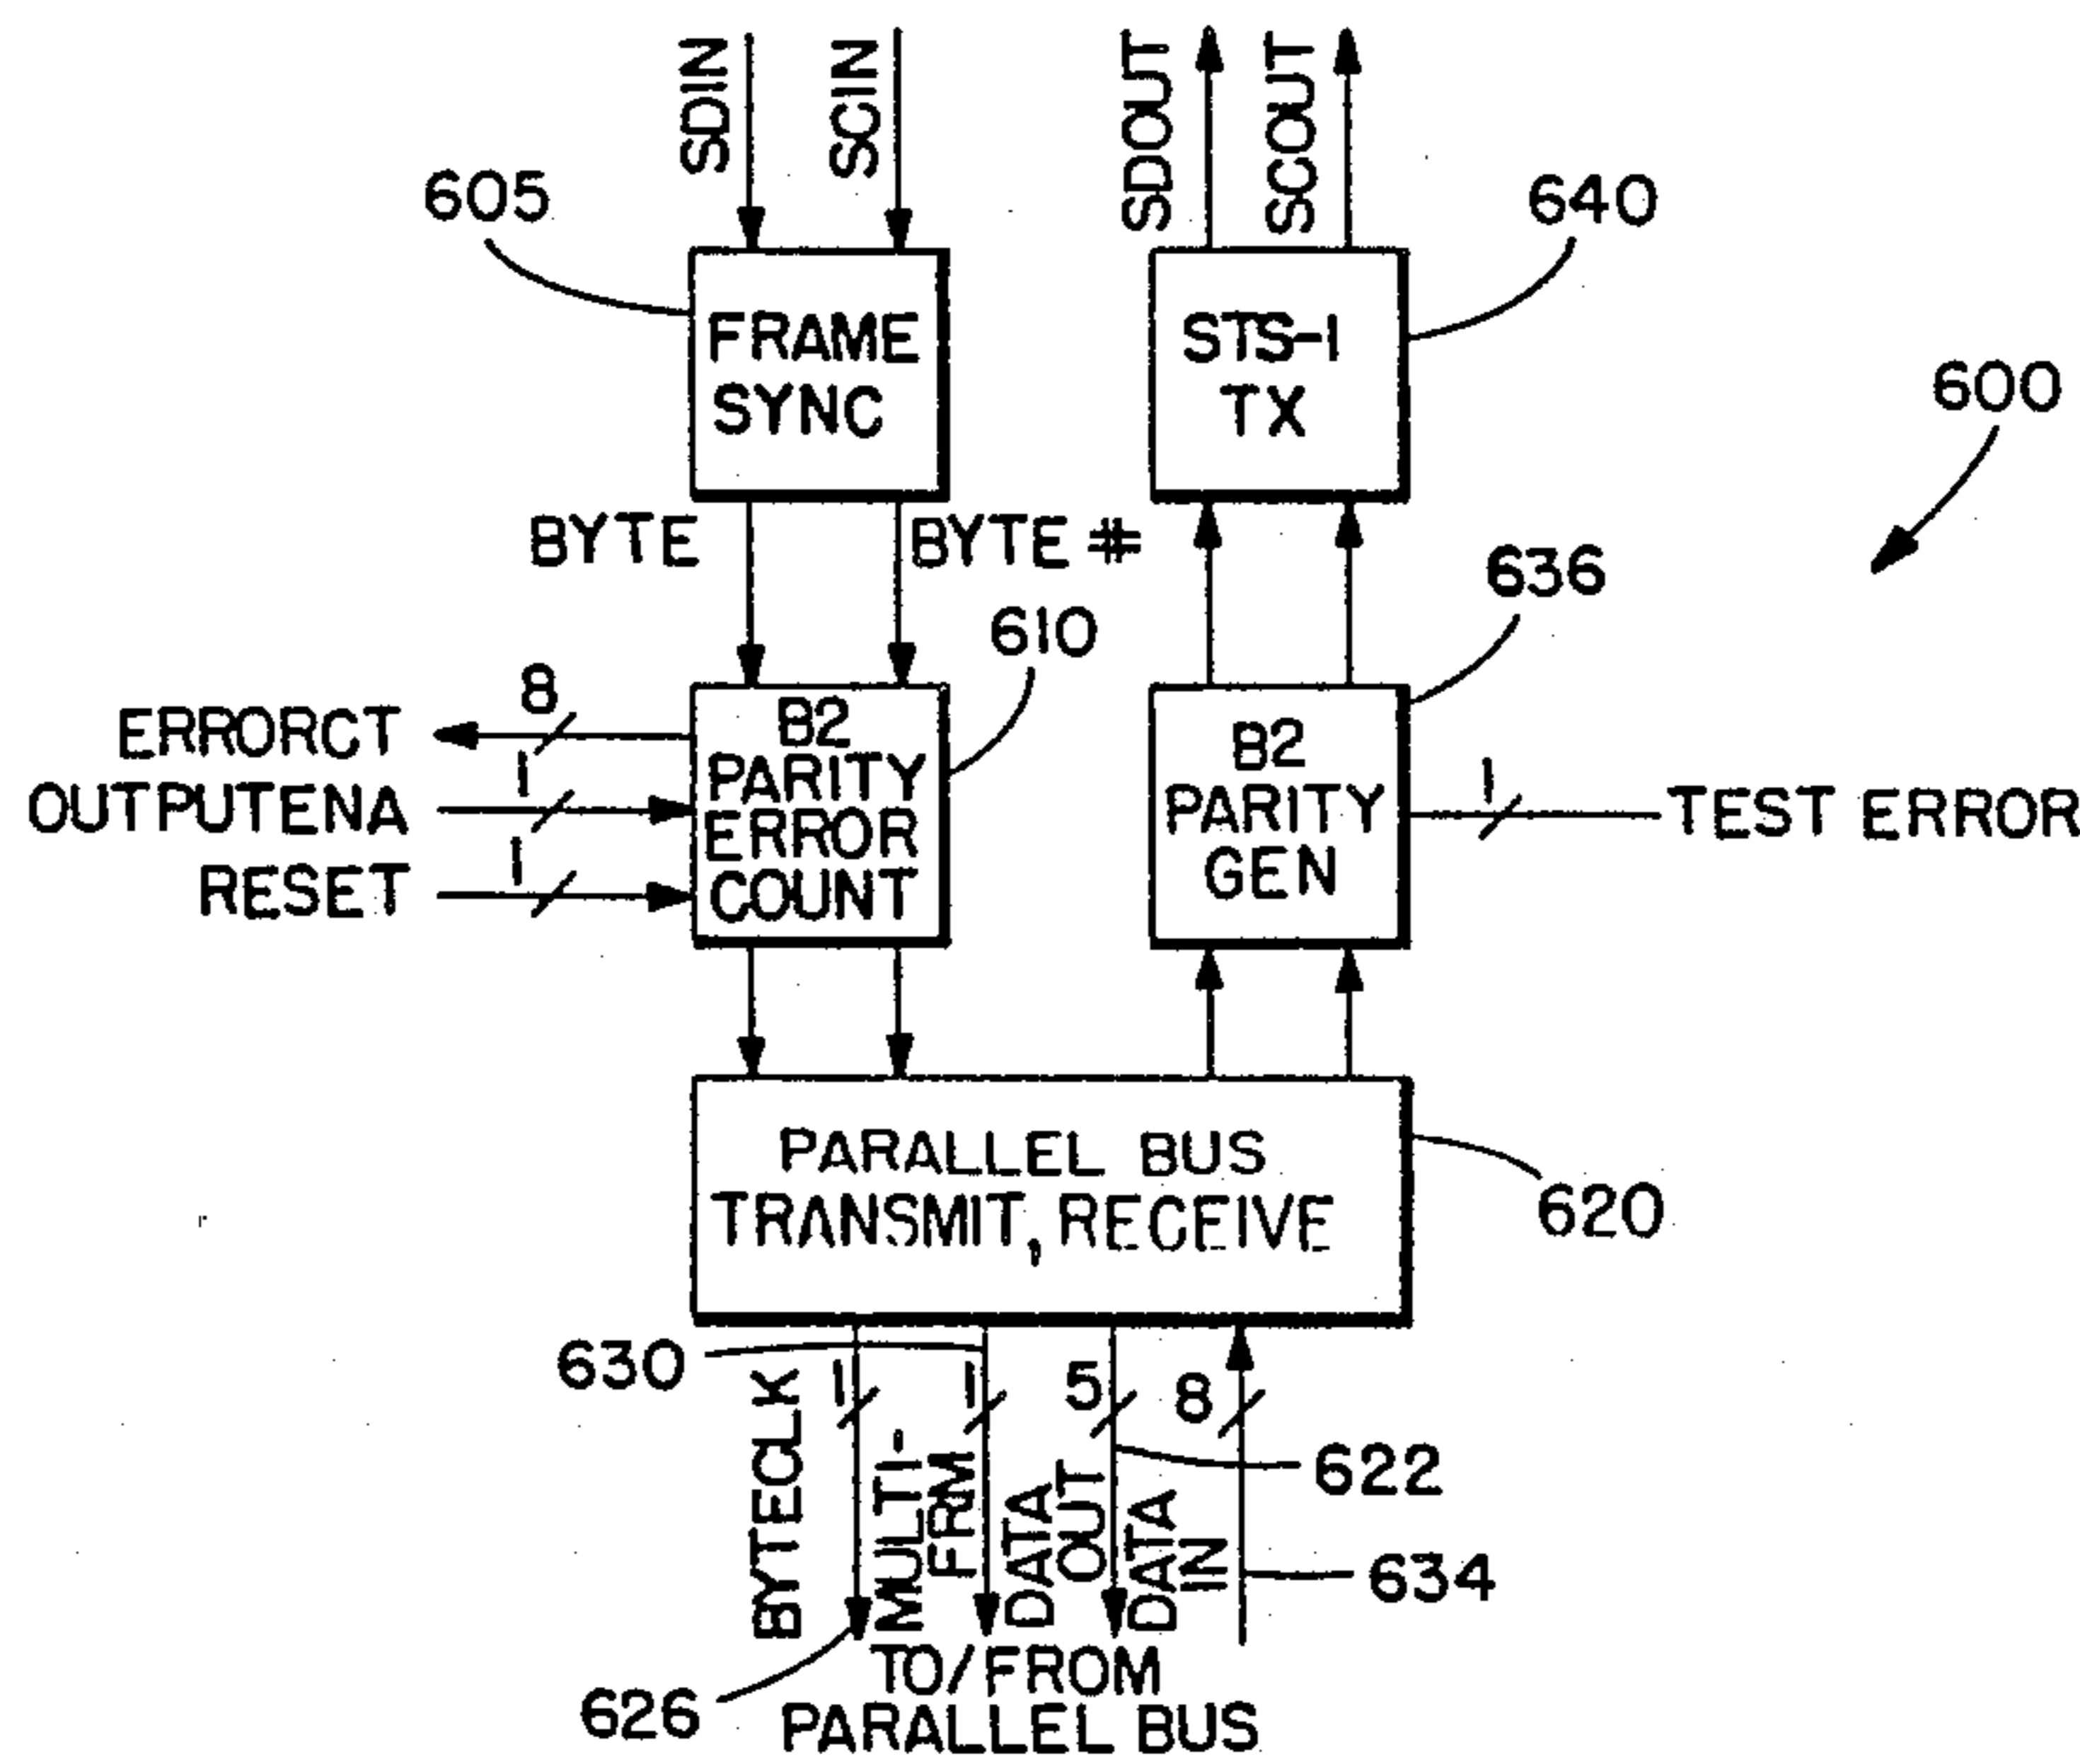 SDIN
SCIN
SDOUT
SCOUT
605
640
FRAME
SYNC
STS-1
TX
600
BYTE
BYTE #
636
610
8
ERRORCT
1
OUTPUTENA
1
RESET
B2
PARITY
ERROR
COUNT
B2
PARITY
GEN
1
TEST ERROR
PARALLEL BUS
TRANSMIT, RECEIVE
620
630
1
1
5
8
BYTECLK
MULTI-
FRM
DATA
OUT
DATA
IN
622
634
626
TO/FROM
PARALLEL BUS